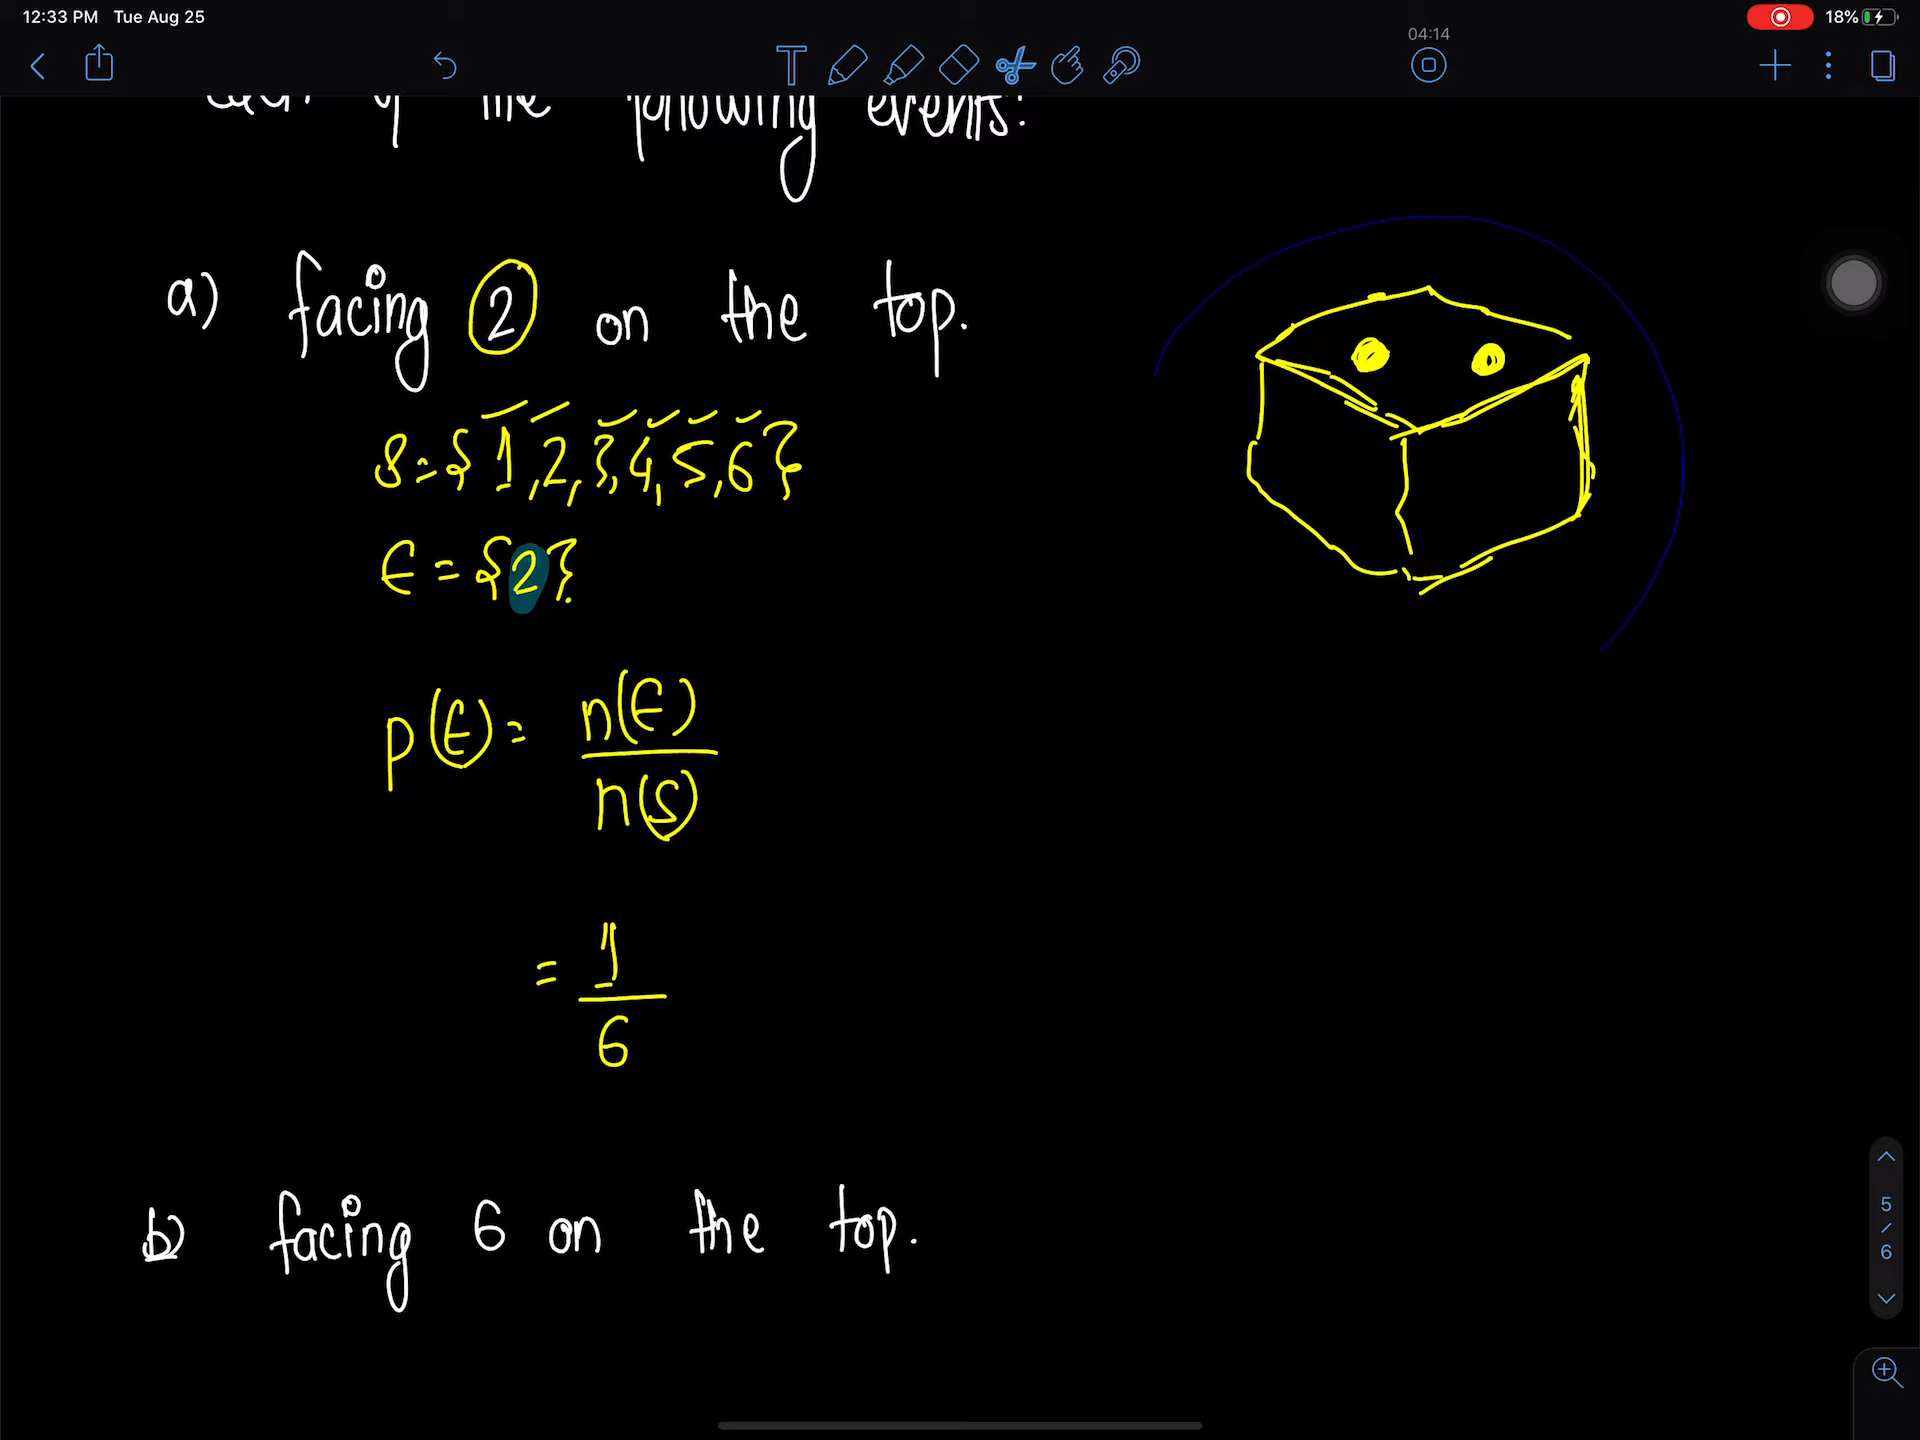 12:33 PM Tue Aug 25
18%
04:14
of the following events:
a) facing 2 on the top.
S = { 1, 2, 3, 4, 5, 6 }
E = { 2 }
P(E) = n(E)
n(S)
= 1
6
b) facing 6 on the top.
5
/
6